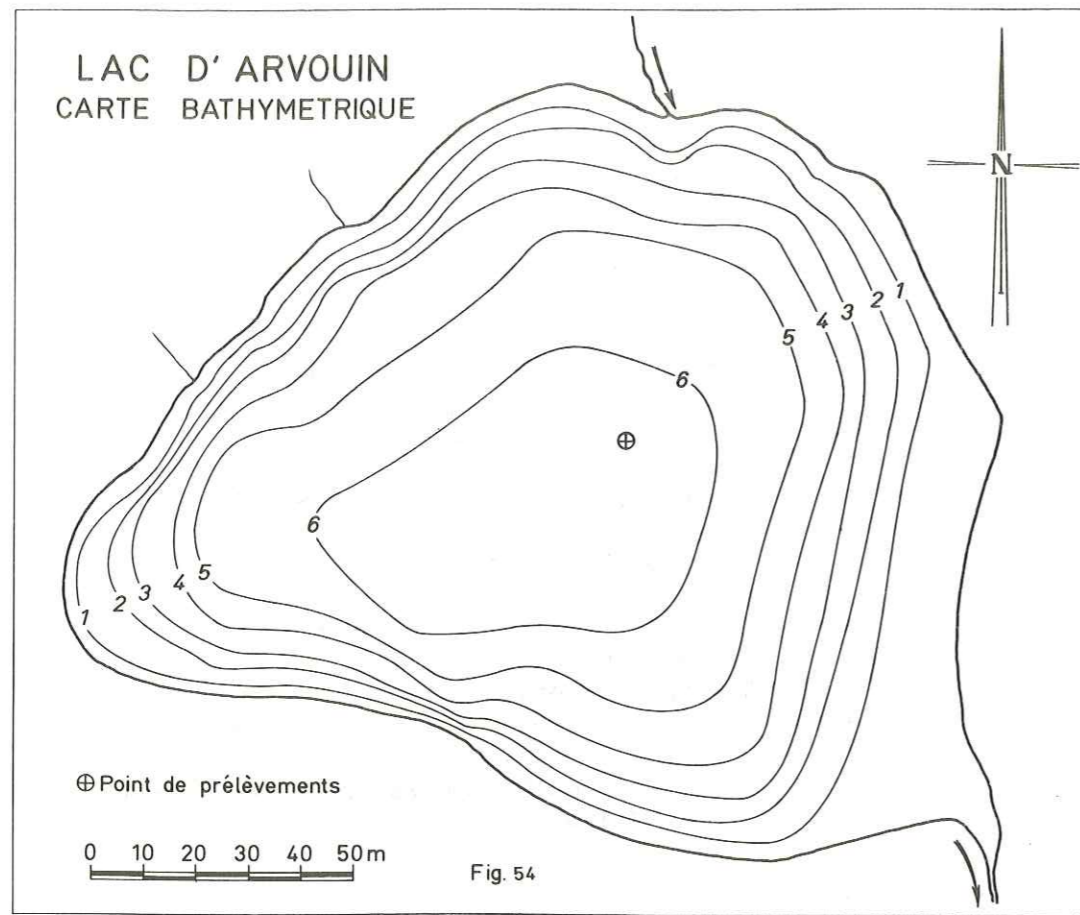 LAC D' ARVOUIN
CARTE BATHYMETRIQUE
N
1
2
3
4
5
6
6
5
4
3
2
1
⊕ Point de prélèvements
0 10 20 30 40 50 m
Fig. 54